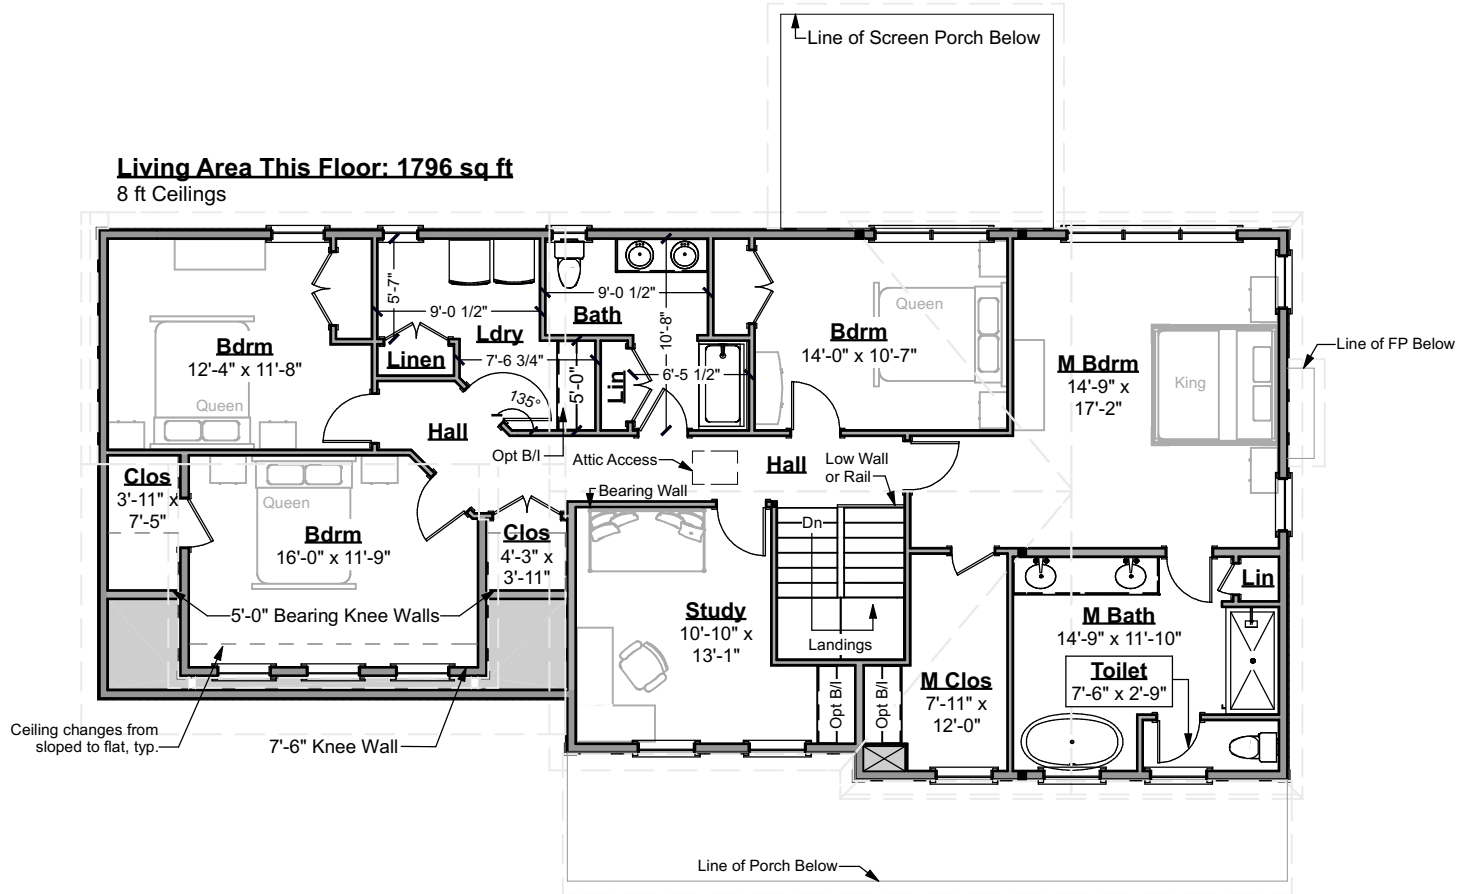 Line of Screen Porch Below
Living Area This Floor: 1796 sq ft
8 ft Ceilings
5'-7"
9'-0 1/2"
Ldry
Linen
7'-6 3/4"
9'-0 1/2"
Bath
10'-8"
5'-0"
Lin
6'-5 1/2"
135°
Bdrm
12'-4" x 11'-8"
Queen
Queen
Bdrm
14'-0" x 10'-7"
M Bdrm
14'-9" x
17'-2"
King
Line of FP Below
Hall
Opt B/I
Attic Access
Hall
Low Wall
or Rail
Bearing Wall
Clos
3'-11" x
7'-5"
Queen
Bdrm
16'-0" x 11'-9"
Clos
4'-3" x
3'-11"
Dn
Landings
5'-0" Bearing Knee Walls
Study
10'-10" x
13'-1"
Opt B/I
Opt B/I
M Clos
7'-11" x
12'-0"
Lin
M Bath
14'-9" x 11'-10"
Toilet
7'-6" x 2'-9"
Ceiling changes from
sloped to flat, typ.
7'-6" Knee Wall
Line of Porch Below